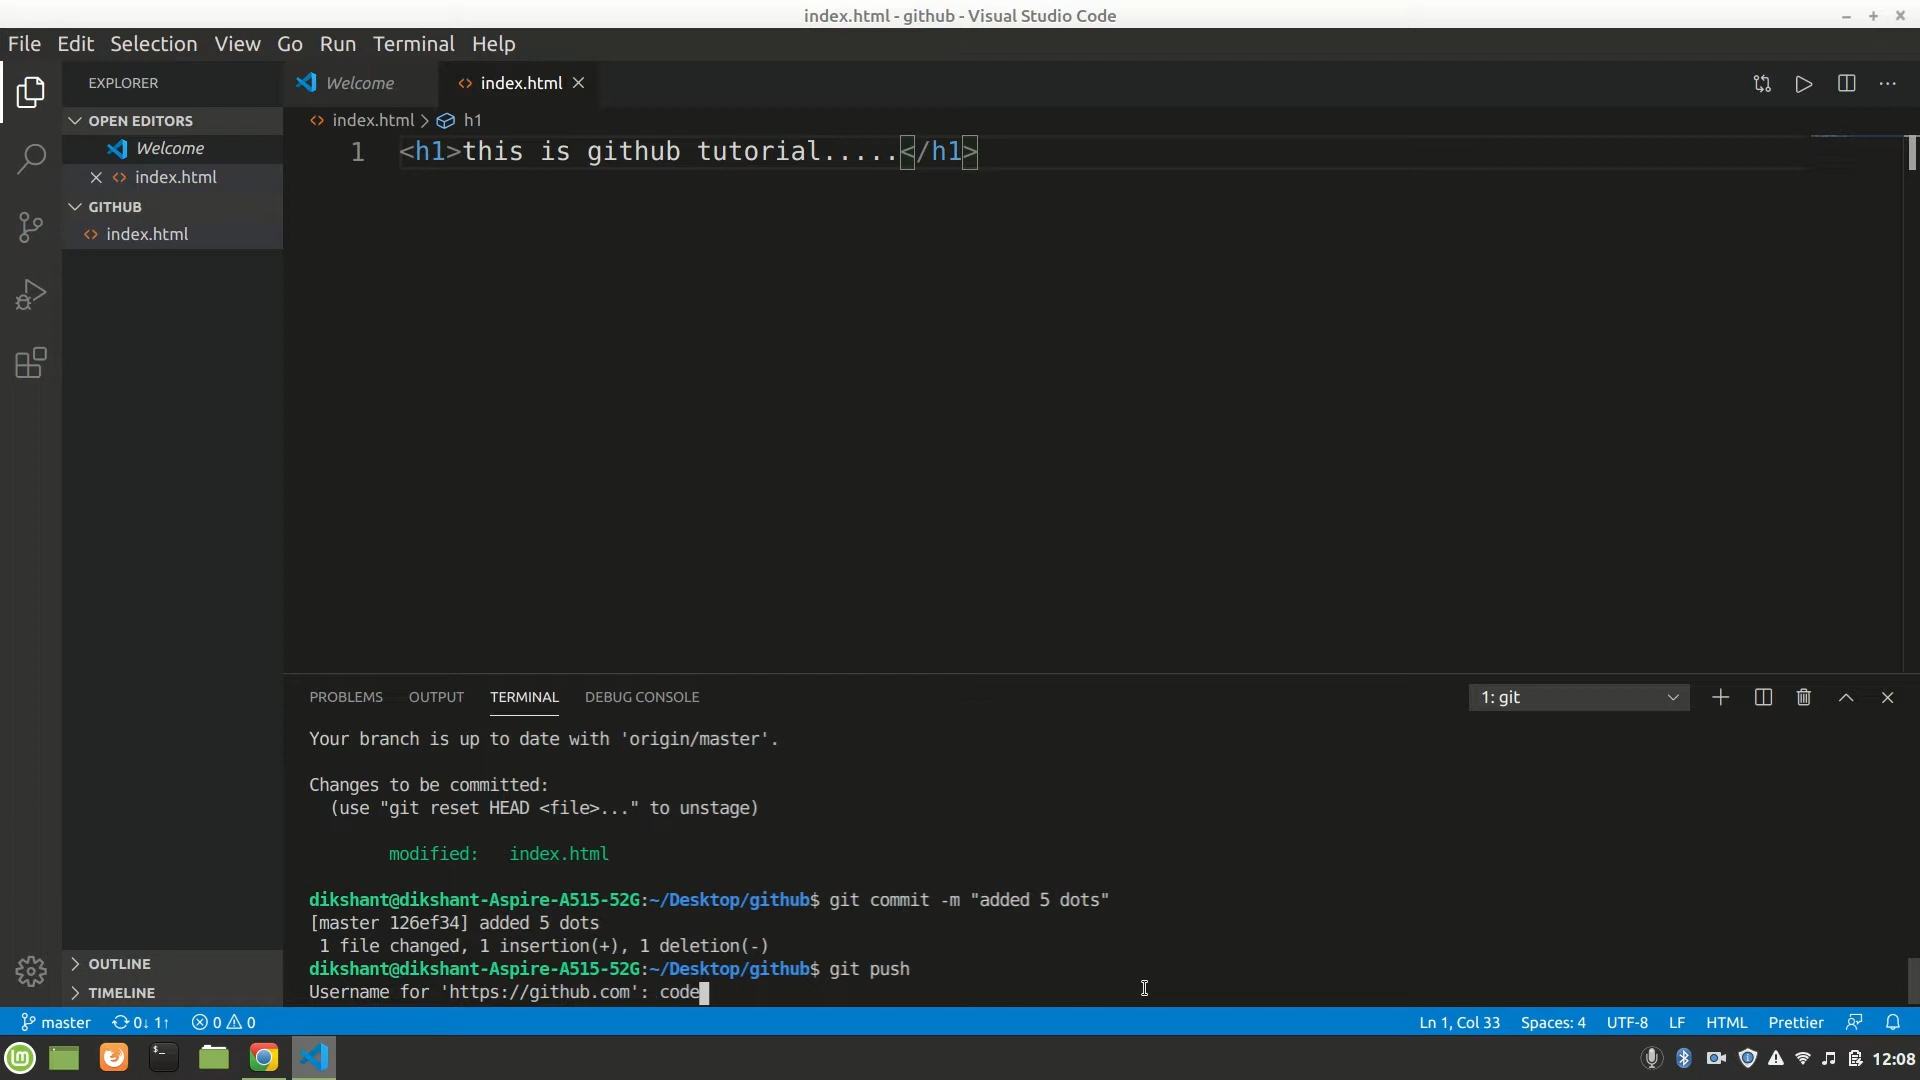 index.html - github - Visual Studio Code
File Edit Selection View Go Run Terminal Help
EXPLORER
Welcome
index.html
OPEN EDITORS
Welcome
index.html
GITHUB
index.html
OUTLINE
TIMELINE
index.html > h1
1 <h1>this is github tutorial.....</h1>
PROBLEMS OUTPUT TERMINAL DEBUG CONSOLE
1: git
Your branch is up to date with 'origin/master'.
Changes to be committed:
(use "git reset HEAD <file>..." to unstage)
modified: index.html
dikshant@dikshant-Aspire-A515-52G:~/Desktop/github$ git commit -m "added 5 dots"
[master 126ef34] added 5 dots
1 file changed, 1 insertion(+), 1 deletion(-)
dikshant@dikshant-Aspire-A515-52G:~/Desktop/github$ git push
Username for 'https://github.com': code
master 0↓ 1↑ 0 0
Ln 1, Col 33 Spaces: 4 UTF-8 LF HTML Prettier
12:08